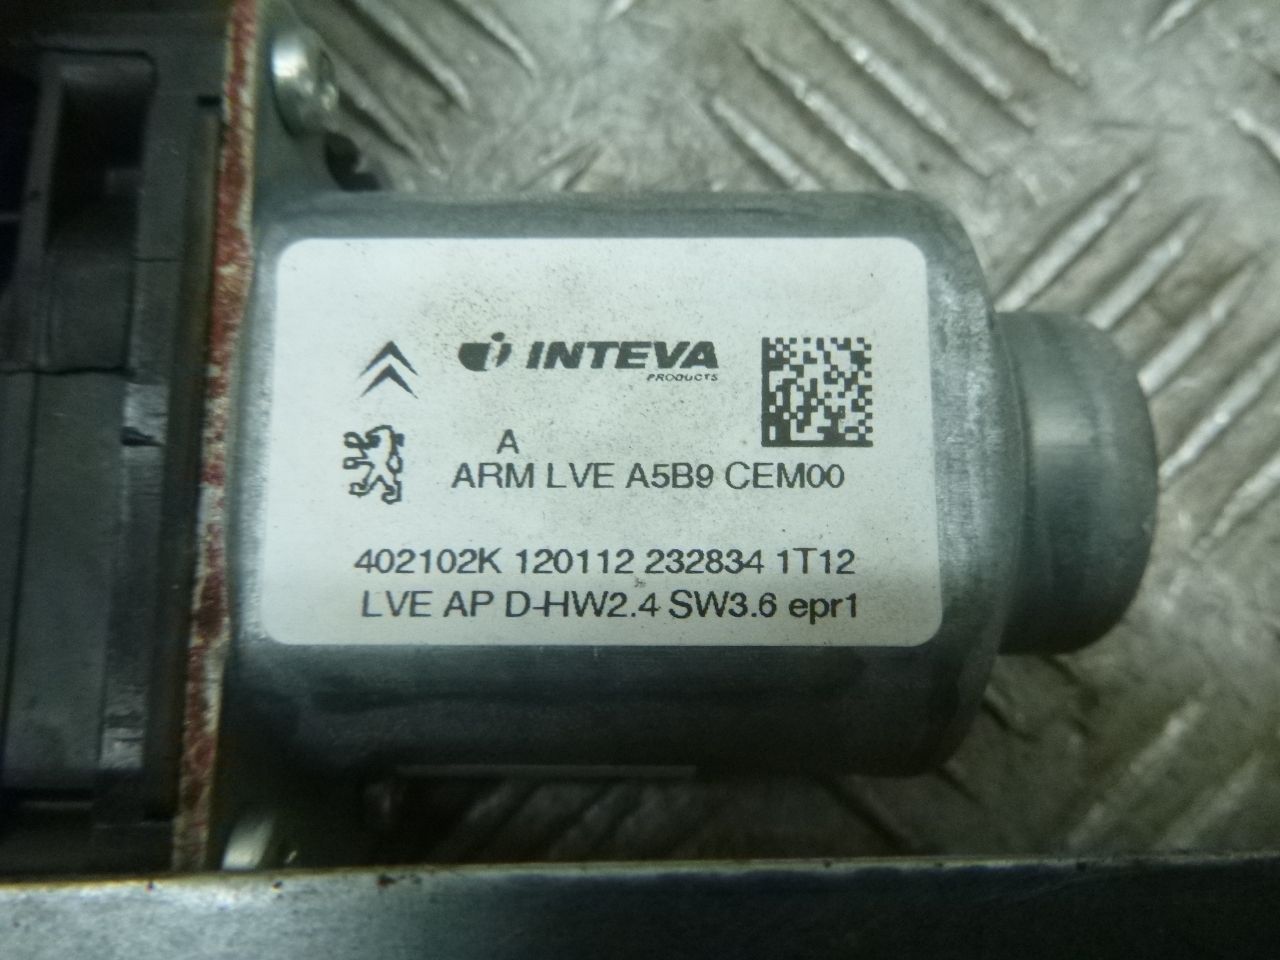 INTEVA
PRODUCTS
A
ARM LVE A5B9 CEM00
402102K 120112 232834 1T12
LVE AP D-HW2.4 SW3.6 epr1